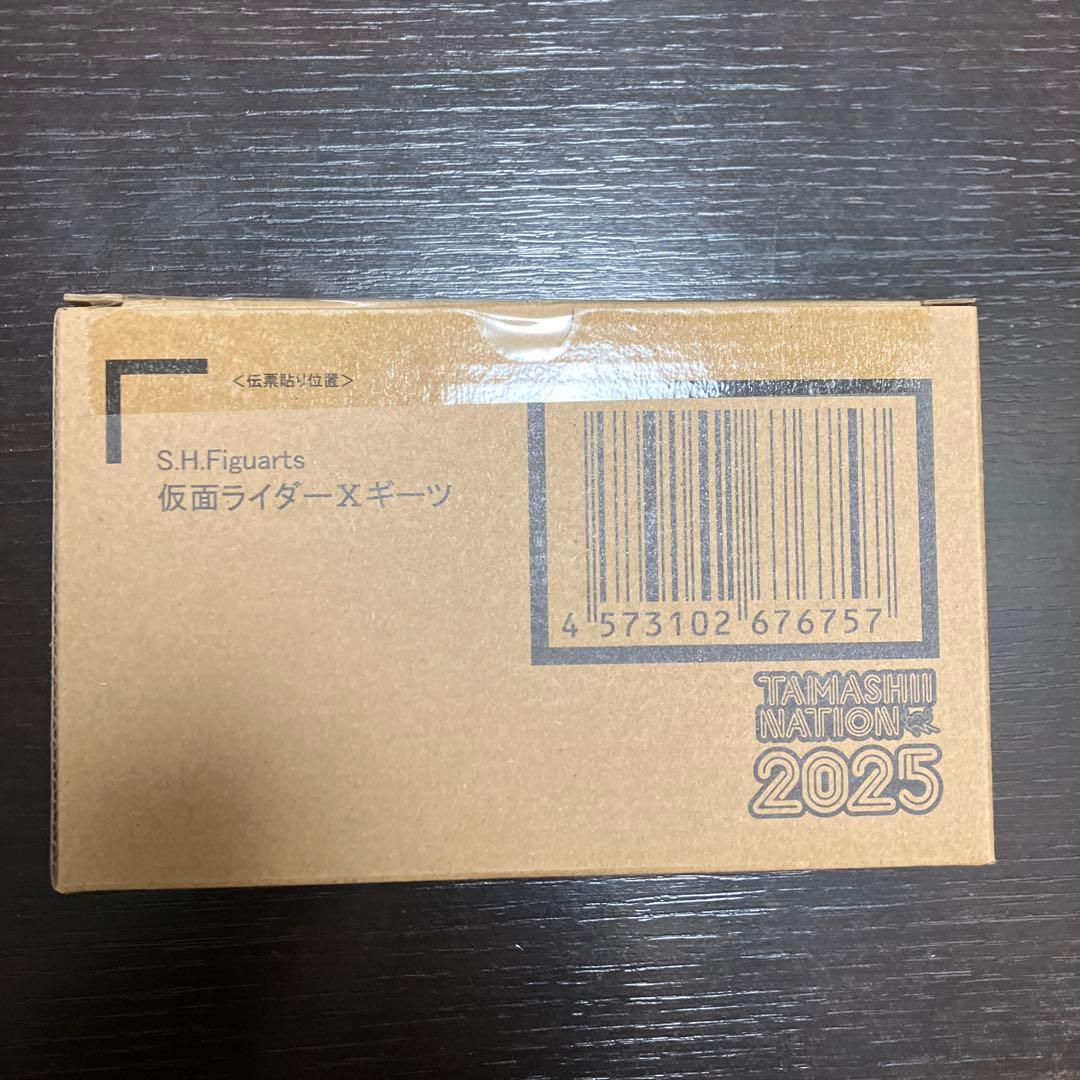 <伝票貼り位置>
S.H.Figuarts
仮面ライダーXギーツ
4 573102 676757
TAMASHII
NATION
2025